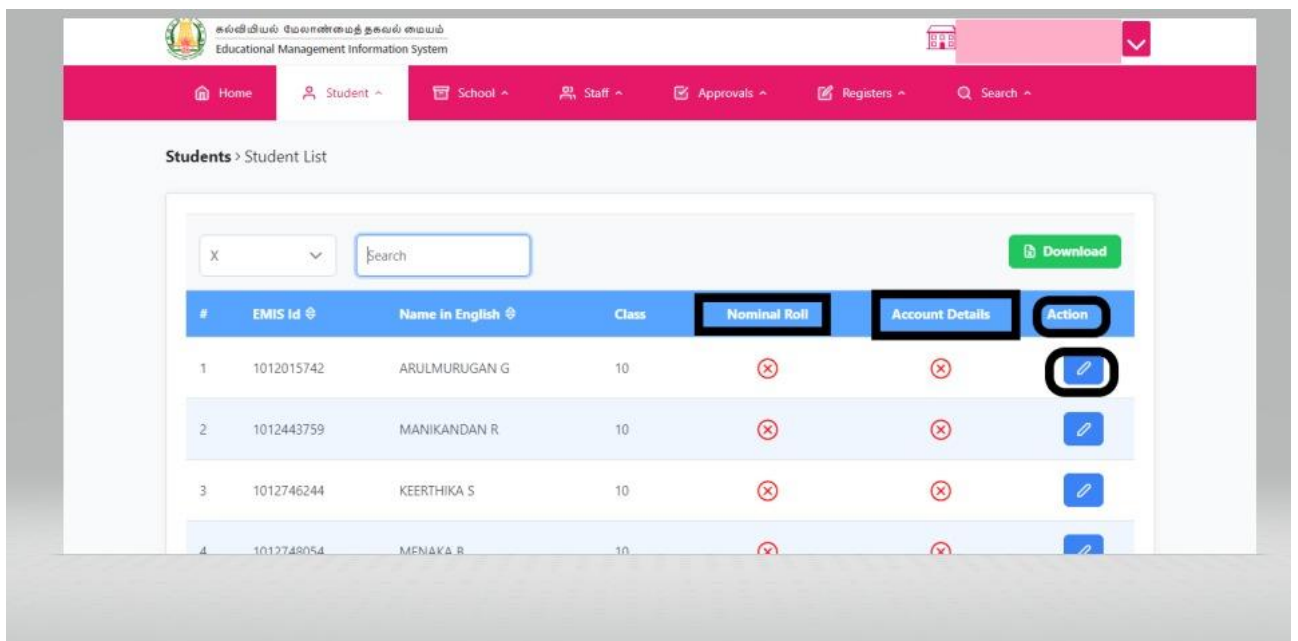 கல்வியியல் மேலாண்மைத் தகவல் மையம்
Educational Management Information System
Home Student School Staff Approvals Registers Search
Students > Student List
X Search Download
# EMIS Id Name in English Class Nominal Roll Account Details Action
1 1012015742 ARULMURUGAN G 10
2 1012443759 MANIKANDAN R 10
3 1012746244 KEERTHIKA S 10
4 1012748054 MENAKA B 10